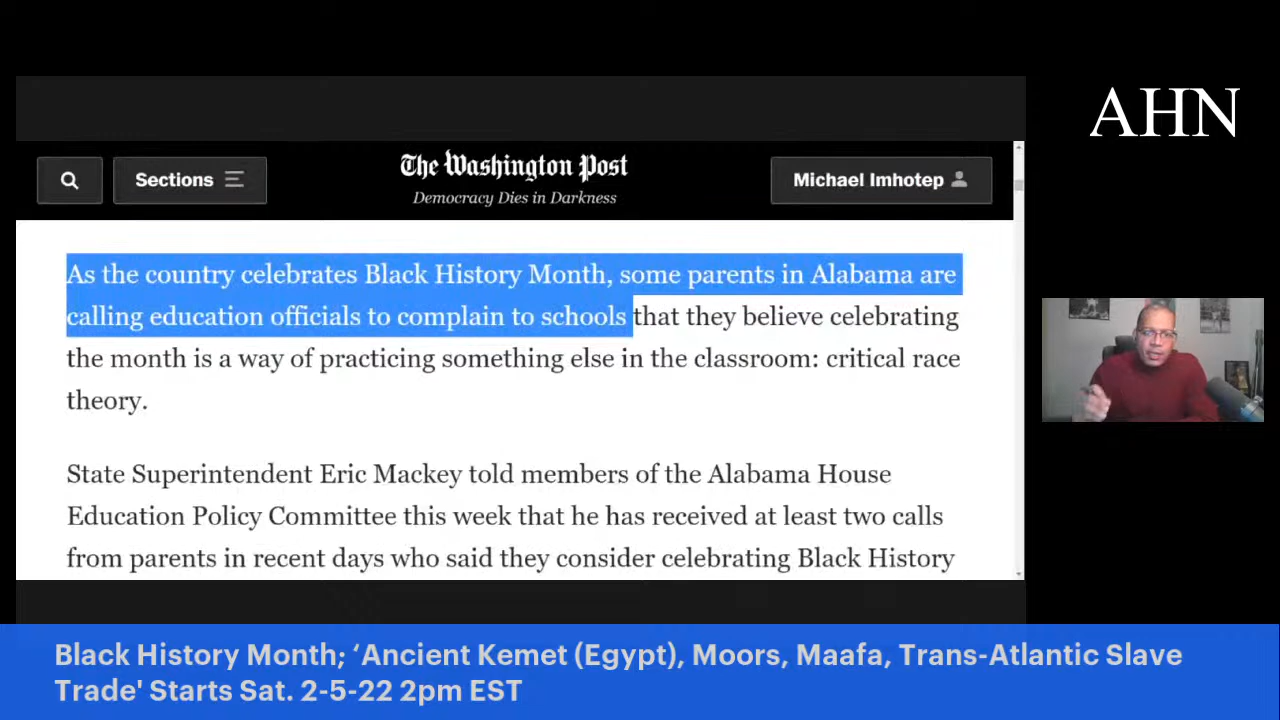 AHN
The Washington Post
Democracy Dies in Darkness
Sections
Michael Imhotep
As the country celebrates Black History Month, some parents in Alabama are
calling education officials to complain to schools that they believe celebrating
the month is a way of practicing something else in the classroom: critical race
theory.
State Superintendent Eric Mackey told members of the Alabama House
Education Policy Committee this week that he has received at least two calls
from parents in recent days who said they consider celebrating Black History
Black History Month; ‘Ancient Kemet (Egypt), Moors, Maafa, Trans-Atlantic Slave
Trade' Starts Sat. 2-5-22 2pm EST